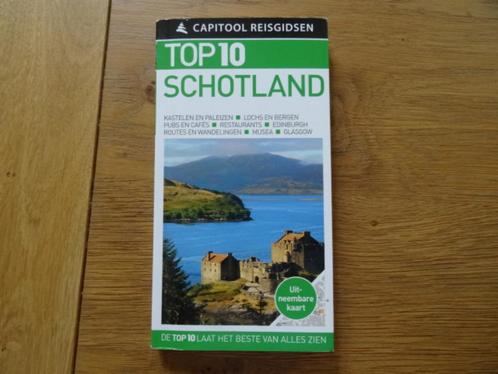 CAPITOOL REISGIDSEN
TOP 10
SCHOTLAND
KASTELEN EN PALEIZEN ■ LOCHS EN BERGEN
PUBS EN CAFÉS ■ RESTAURANTS ■ EDINBURGH
ROUTES EN WANDELINGEN ■ MUSEA ■ GLASGOW
Uit-
neembare
kaart
DE TOP 10 LAAT HET BESTE VAN ALLES ZIEN